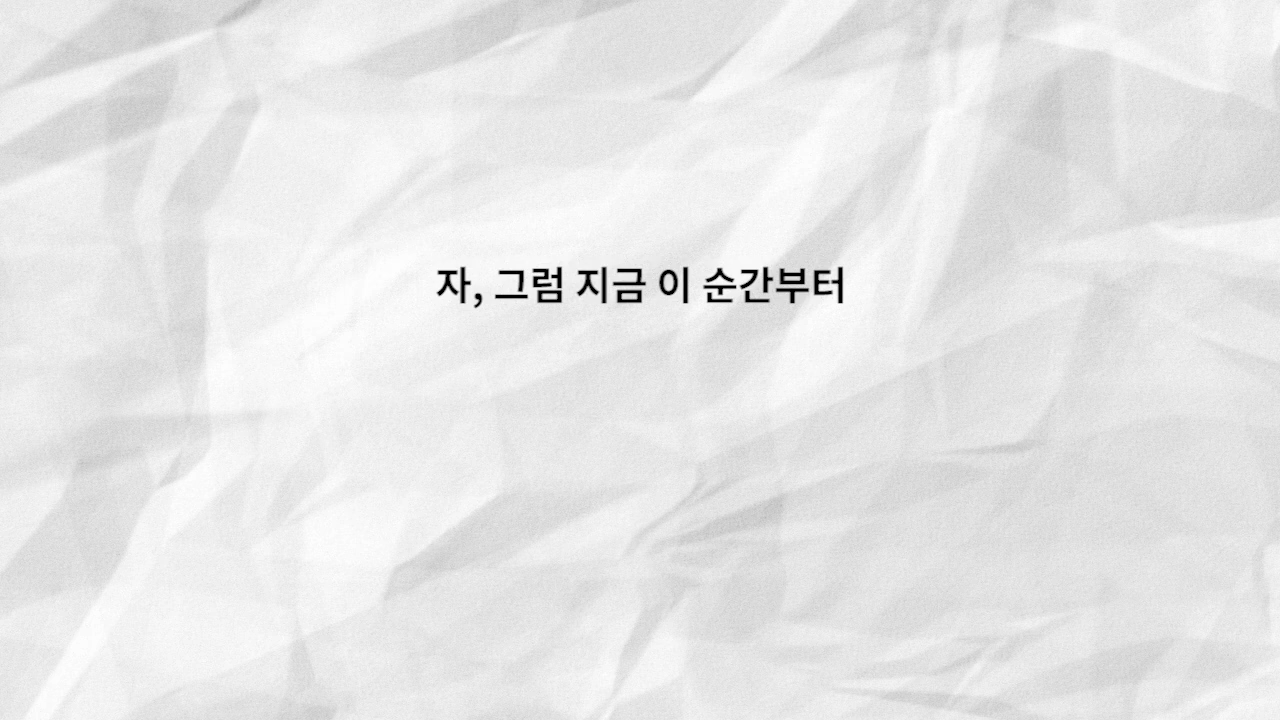 자, 그럼 지금 이 순간부터